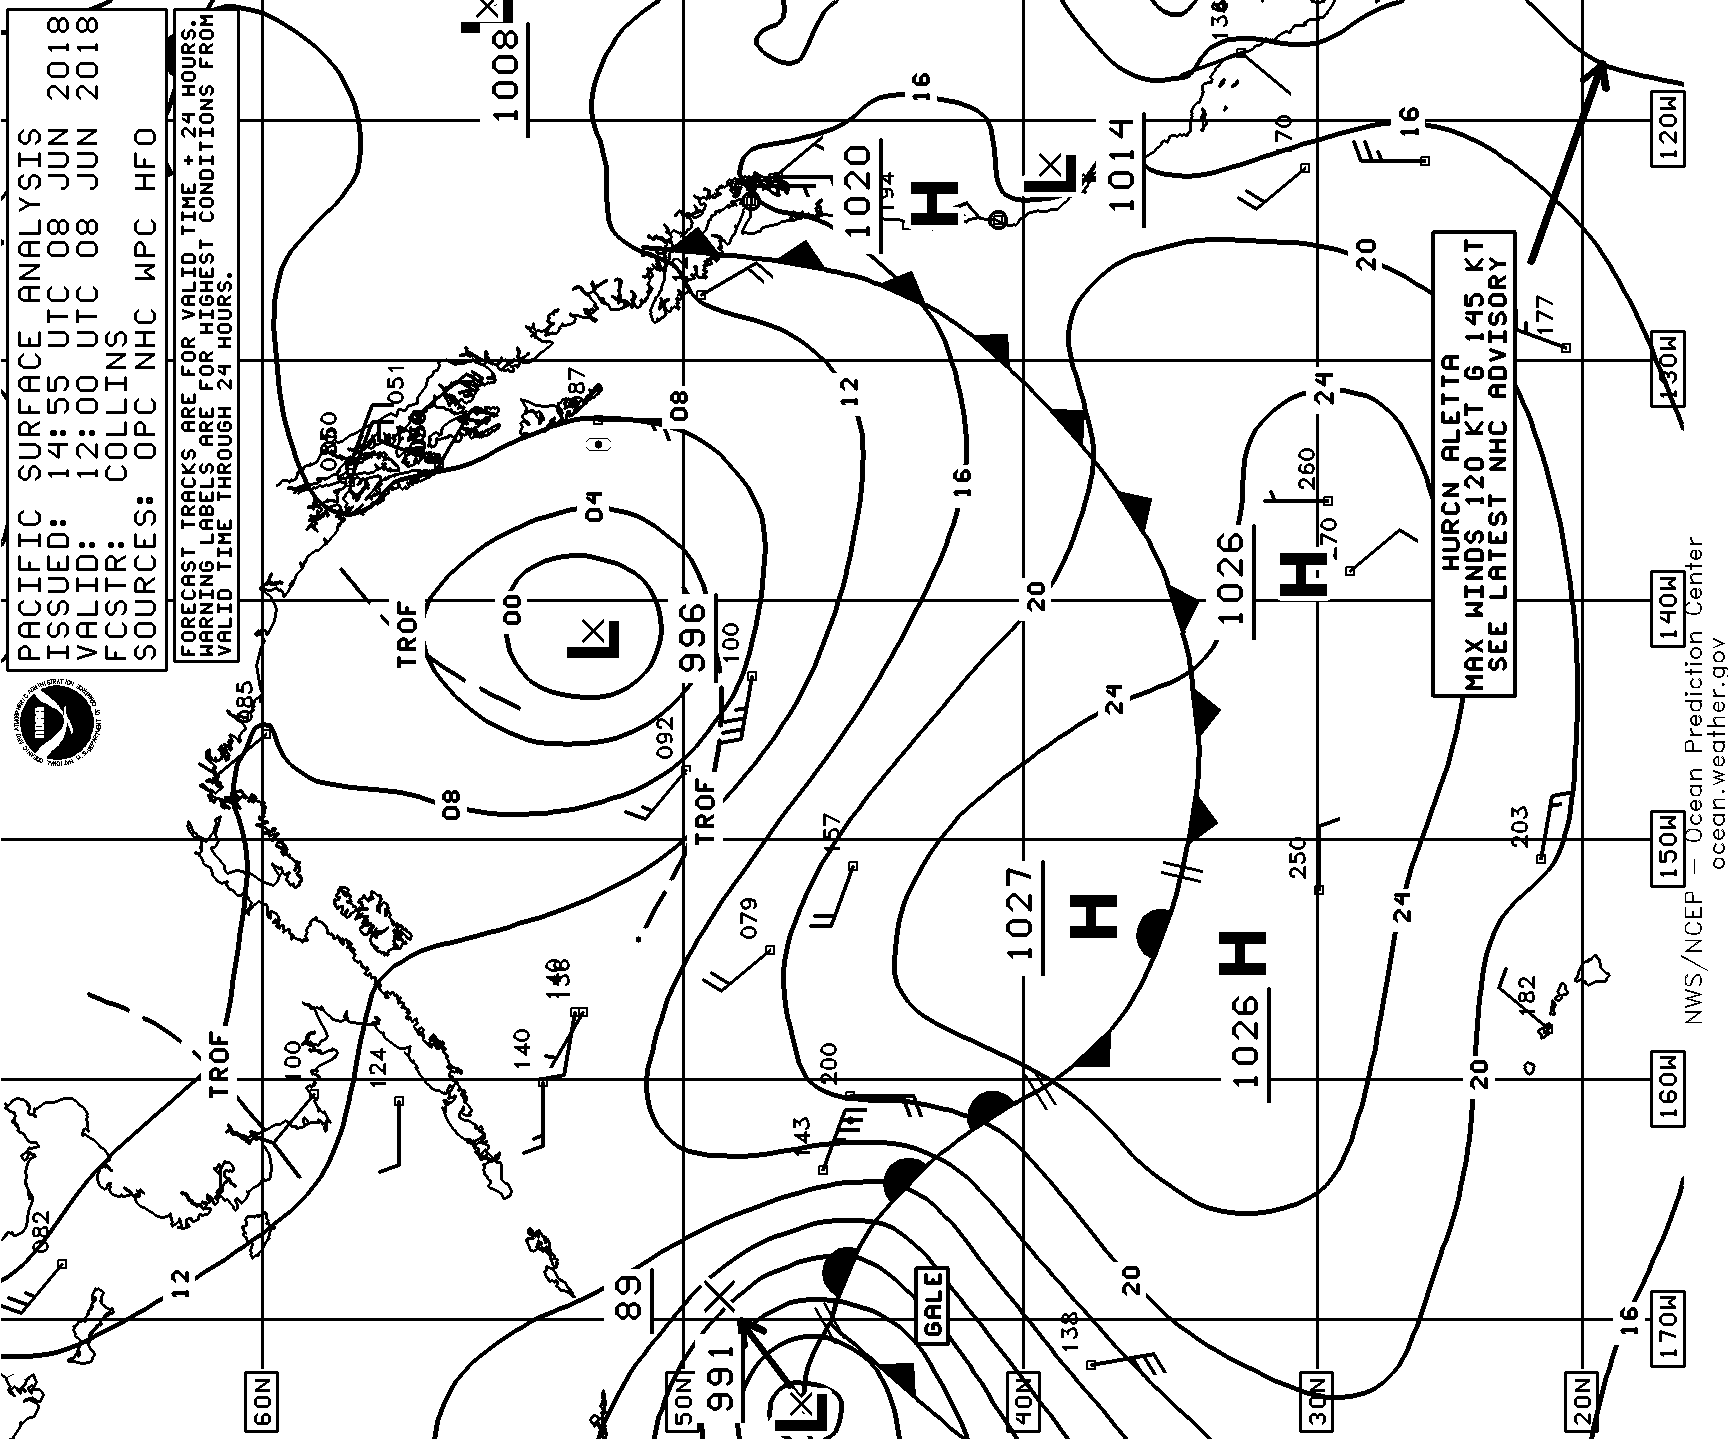 PACIFIC SURFACE ANALYSIS
ISSUED: 14:55 UTC 08 JUN 2018
VALID: 12:00 UTC 08 JUN 2018
FCSTR: COLLINS
SOURCES: OPC NHC WPC HFO
FORECAST TRACKS ARE FOR VALID TIME + 24 HOURS.
WARNING LABELS ARE FOR HIGHEST CONDITIONS FROM
VALID TIME THROUGH 24 HOURS.
NOAA
1008
136
16
1020
194
H
L
1014
70
16
120W
20
HURCN ALETTA
MAX WINDS 120 KT G 145 KT
SEE LATEST NHC ADVISORY
177
130W
051
087
08
12
16
24
04
260
1026
H
70
00
TROF
L
996
100
20
140W
085
092
24
08
TROF
157
250
203
150W
079
1027
H
24
H
1026
140
182
TROF
100
124
140
200
20
160W
082
143
12
89
GALE
20
138
16
170W
991
L
60N
50N
40N
30N
20N
NWS/NCEP – Ocean Prediction Center
ocean.weather.gov